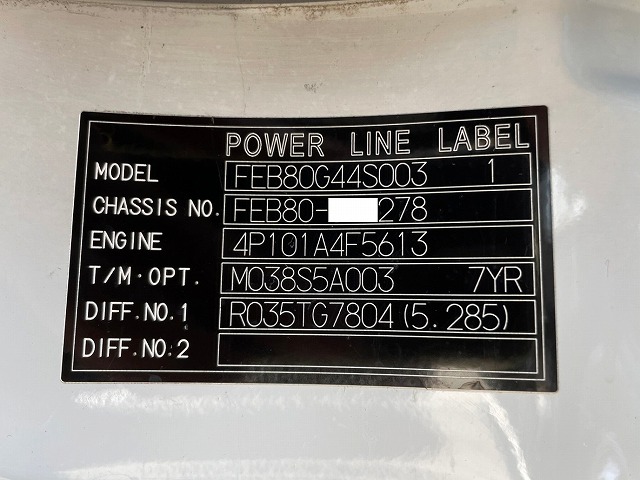 POWER LINE LABEL
MODEL FEB80G44S003 1
CHASSIS NO. FEB80- 278
ENGINE 4P101A4F5613
T/M·OPT. M038S5A003 7YR
DIFF.NO.1 R035TG7804(5.285)
DIFF.NO.2